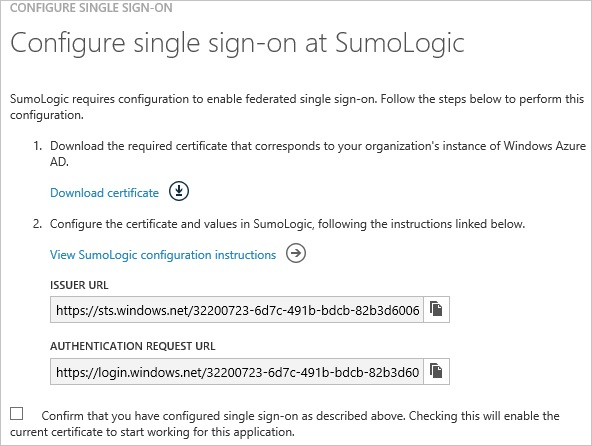 CONFIGURE SINGLE SIGN-ON
Configure single sign-on at SumoLogic
SumoLogic requires configuration to enable federated single sign-on. Follow the steps below to perform this
configuration.
1. Download the required certificate that corresponds to your organization's instance of Windows Azure
AD.
Download certificate
2. Configure the certificate and values in SumoLogic, following the instructions linked below.
View SumoLogic configuration instructions
ISSUER URL
https://sts.windows.net/32200723-6d7c-491b-bdcb-82b3d6006
AUTHENTICATION REQUEST URL
https://login.windows.net/32200723-6d7c-491b-bdcb-82b3d60
Confirm that you have configured single sign-on as described above. Checking this will enable the
current certificate to start working for this application.